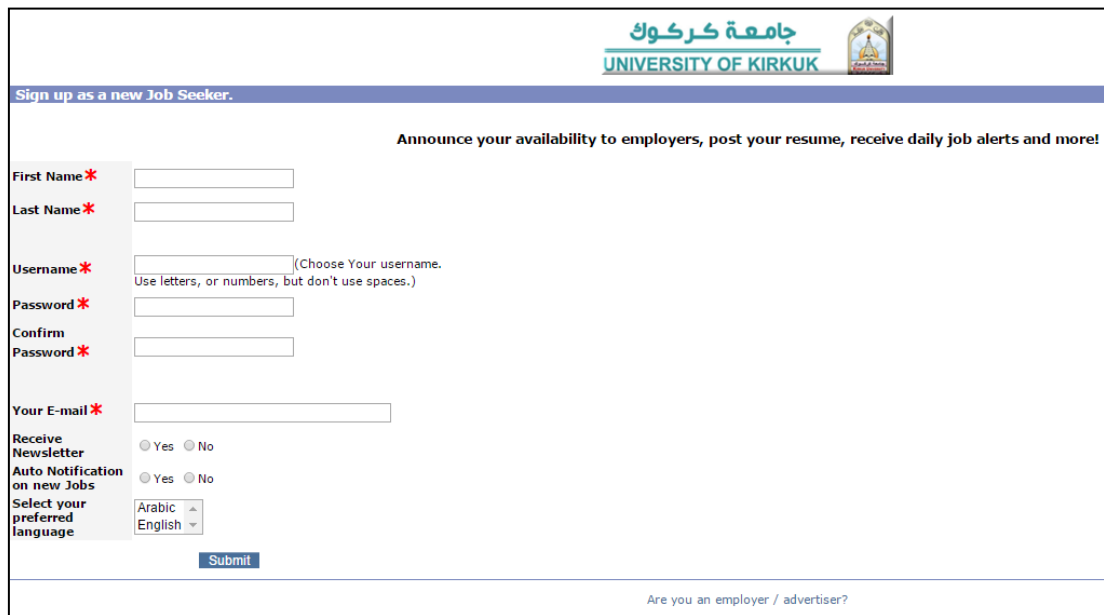 جامعة كركوك
UNIVERSITY OF KIRKUK
Sign up as a new Job Seeker.
Announce your availability to employers, post your resume, receive daily job alerts and more!
First Name*
Last Name*
Username* (Choose Your username.
Use letters, or numbers, but don't use spaces.)
Password*
Confirm
Password*
Your E-mail*
Receive
Newsletter
Yes No
Auto Notification
on new Jobs
Yes No
Select your
preferred
language
Arabic
English
Submit
Are you an employer / advertiser?